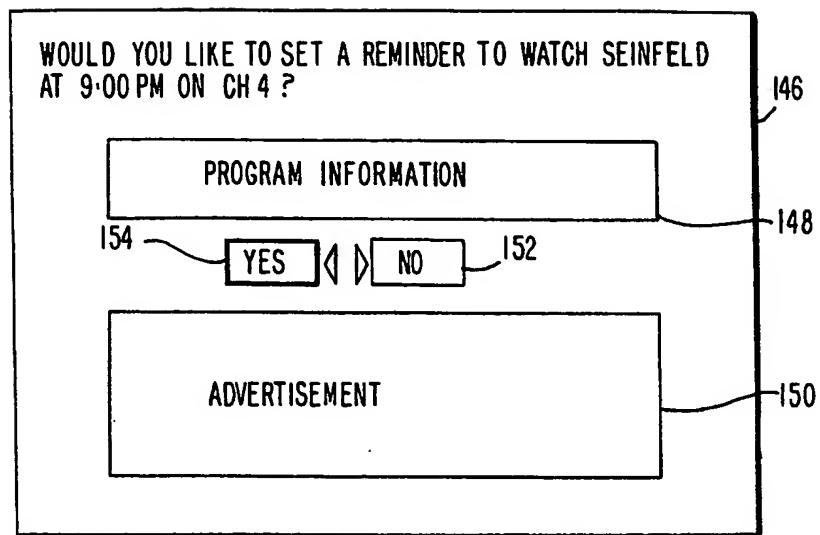 WOULD YOU LIKE TO SET A REMINDER TO WATCH SEINFELD
AT 9:00 PM ON CH 4 ?
146
PROGRAM INFORMATION
148
154
YES
NO
152
ADVERTISEMENT
150